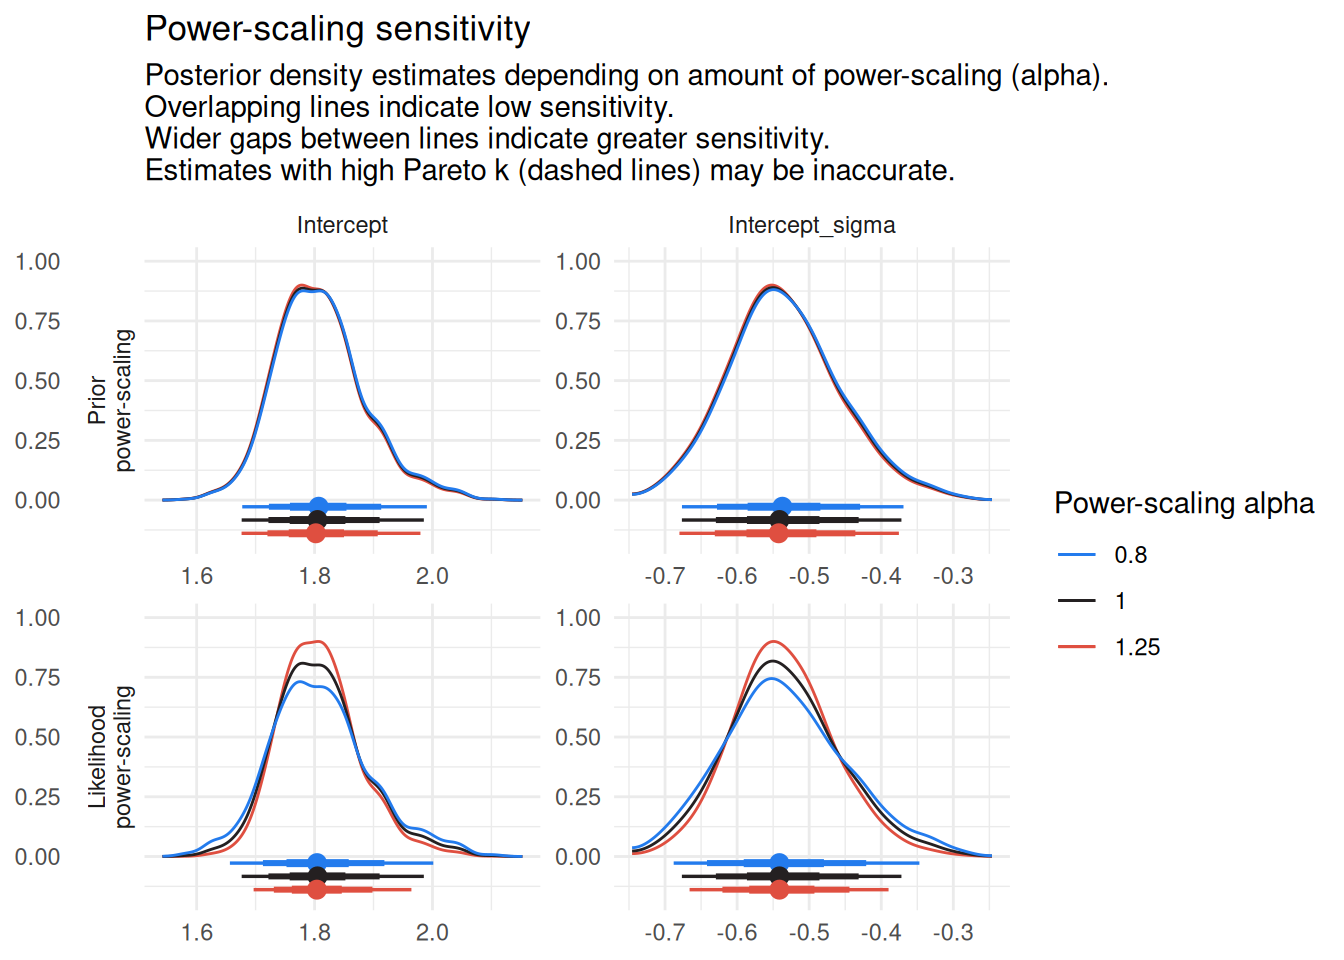 Power-scaling sensitivity
Posterior density estimates depending on amount of power-scaling (alpha).
Overlapping lines indicate low sensitivity.
Wider gaps between lines indicate greater sensitivity.
Estimates with high Pareto k (dashed lines) may be inaccurate.
Intercept
Intercept_sigma
Prior
power-scaling
1.00
0.75
0.50
0.25
0.00
1.00
0.75
0.50
0.25
0.00
1.6 1.8 2.0
-0.7 -0.6 -0.5 -0.4 -0.3
Likelihood
power-scaling
1.00
0.75
0.50
0.25
0.00
1.00
0.75
0.50
0.25
0.00
1.6 1.8 2.0
-0.7 -0.6 -0.5 -0.4 -0.3
Power-scaling alpha
0.8
1
1.25